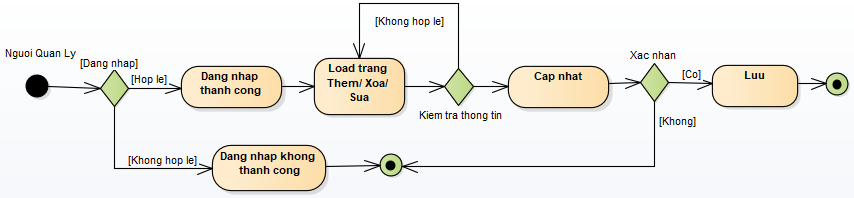 [Khong hop le]
Nguoi Quan Ly
[Dang nhap]
[Hop le]
Dang nhap
thanh cong
Load trang
Them/ Xoa/
Sua
Kiem tra thong tin
Cap nhat
Xac nhan
[Co]
Luu
[Khong]
[Khong hop le]
Dang nhap khong
thanh cong